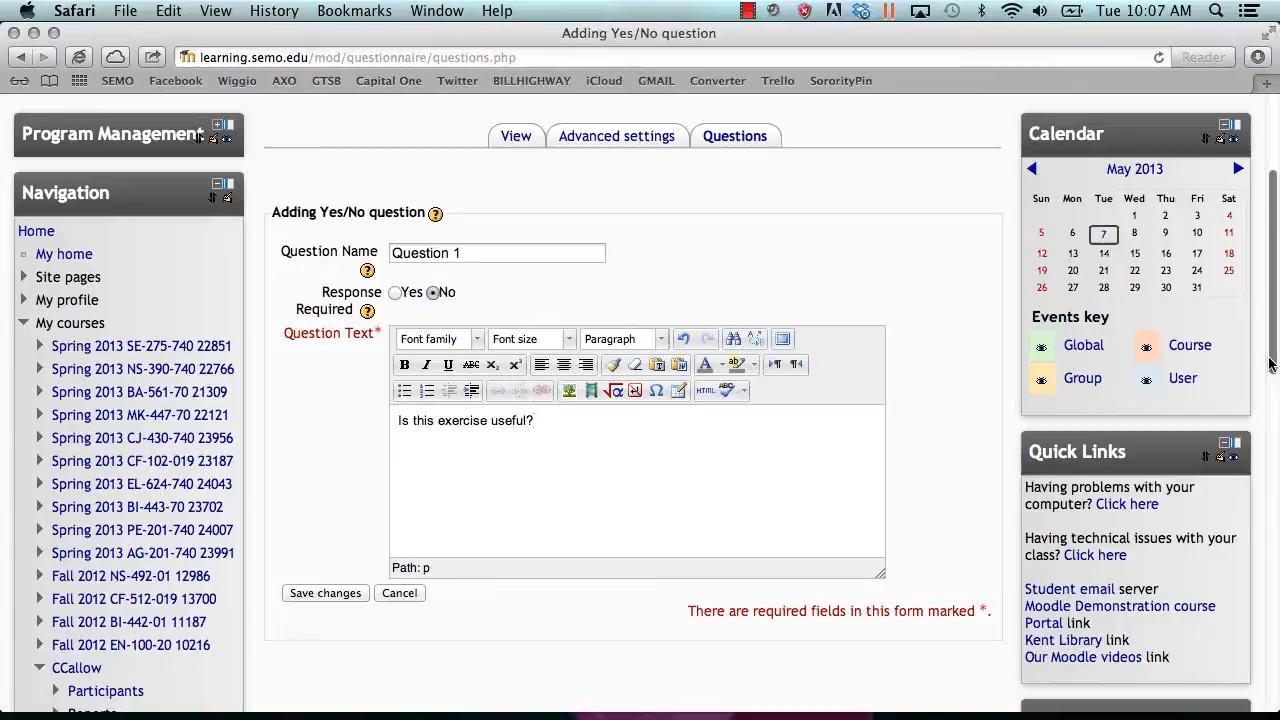 Safari File Edit View History Bookmarks Window Help Tue 10:07 AM
Adding Yes/No question
learning.semo.edu/mod/questionnaire/questions.php Reader
SEMO Facebook Wiggio AXO GTSB Capital One Twitter BILLHIGHWAY iCloud GMAIL Converter Trello SororityPin
Program Management
Navigation
Home
My home
Site pages
My profile
My courses
Spring 2013 SE-275-740 22851
Spring 2013 NS-390-740 22766
Spring 2013 BA-561-70 21309
Spring 2013 MK-447-70 22121
Spring 2013 CJ-430-740 23956
Spring 2013 CF-102-019 23187
Spring 2013 EL-624-740 24043
Spring 2013 BI-443-70 23702
Spring 2013 PE-201-740 24007
Spring 2013 AG-201-740 23991
Fall 2012 NS-492-01 12986
Fall 2012 CF-512-019 13700
Fall 2012 BI-442-01 11187
Fall 2012 EN-100-20 10216
CCallow
Participants
View Advanced settings Questions
Adding Yes/No question
Question Name Question 1
Response Yes No
Required
Question Text*
Font family Font size Paragraph
B I U ABC X₂ X²
HTML ABC
Is this exercise useful?
Path: p
Save changes Cancel
There are required fields in this form marked *.
Calendar
May 2013
Sun Mon Tue Wed Thu Fri Sat
1 2 3 4
5 6 7 8 9 10 11
12 13 14 15 16 17 18
19 20 21 22 23 24 25
26 27 28 29 30 31
Events key
Global Course
Group User
Quick Links
Having problems with your
computer? Click here
Having technical issues with your
class? Click here
Student email server
Moodle Demonstration course
Portal link
Kent Library link
Our Moodle videos link